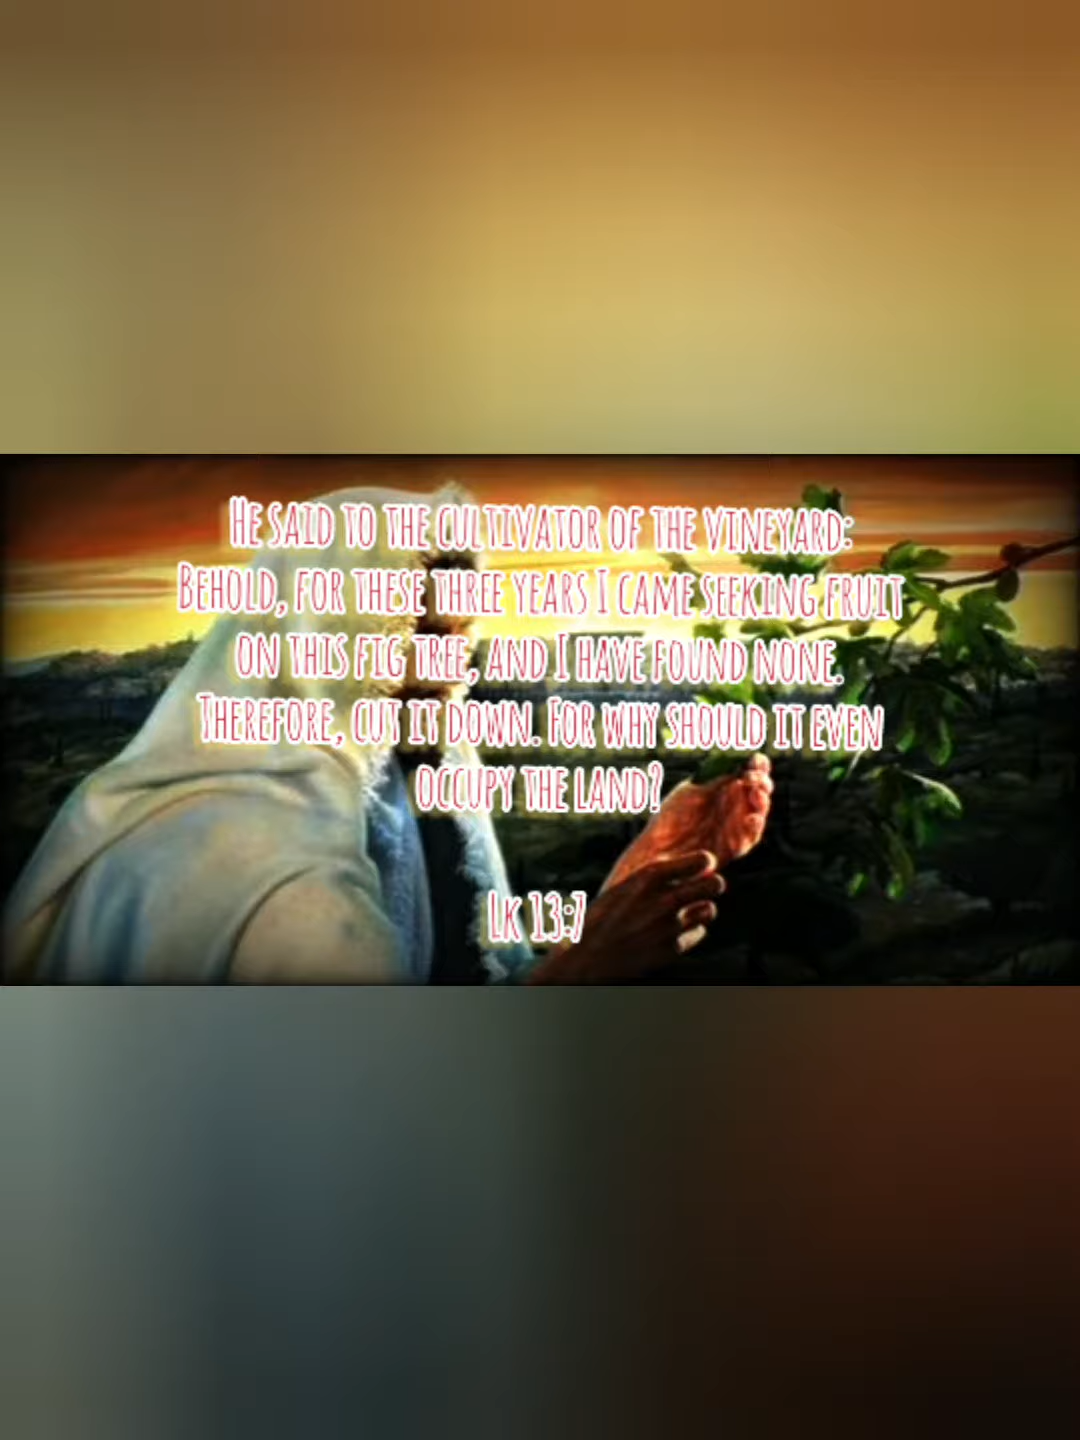 He said to the cultivator of the vineyard:
Behold, for these three years I came seeking fruit
on this fig tree, and I have found none.
Therefore, cut it down. For why should it even
occupy the land?
Lk 13:7